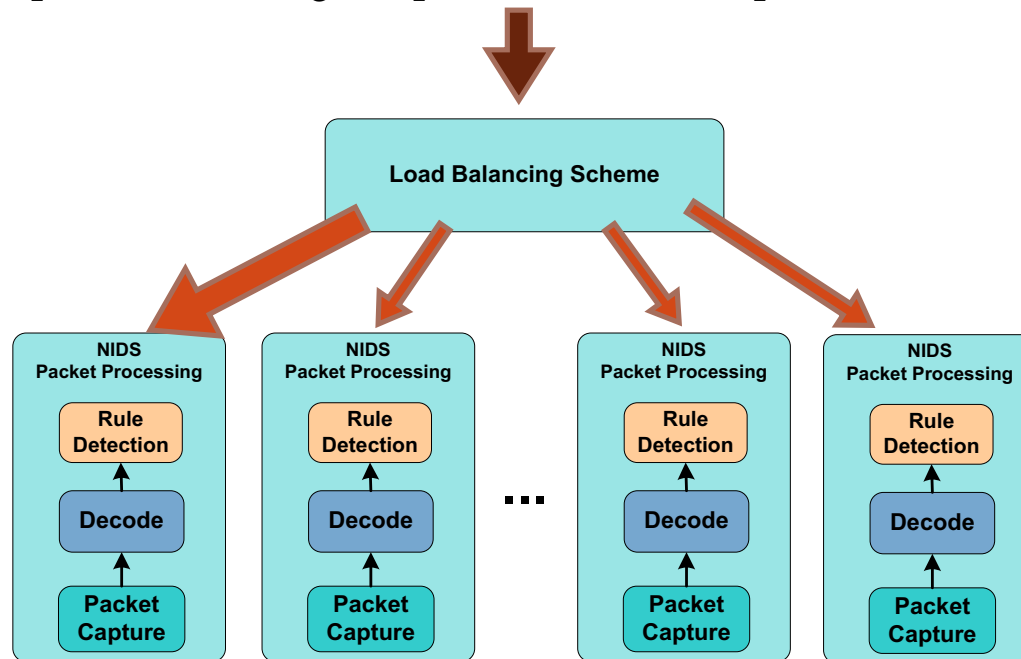 Load Balancing Scheme
NIDS
Packet Processing
Rule
Detection
Decode
Packet
Capture
NIDS
Packet Processing
Rule
Detection
Decode
Packet
Capture
...
NIDS
Packet Processing
Rule
Detection
Decode
Packet
Capture
NIDS
Packet Processing
Rule
Detection
Decode
Packet
Capture